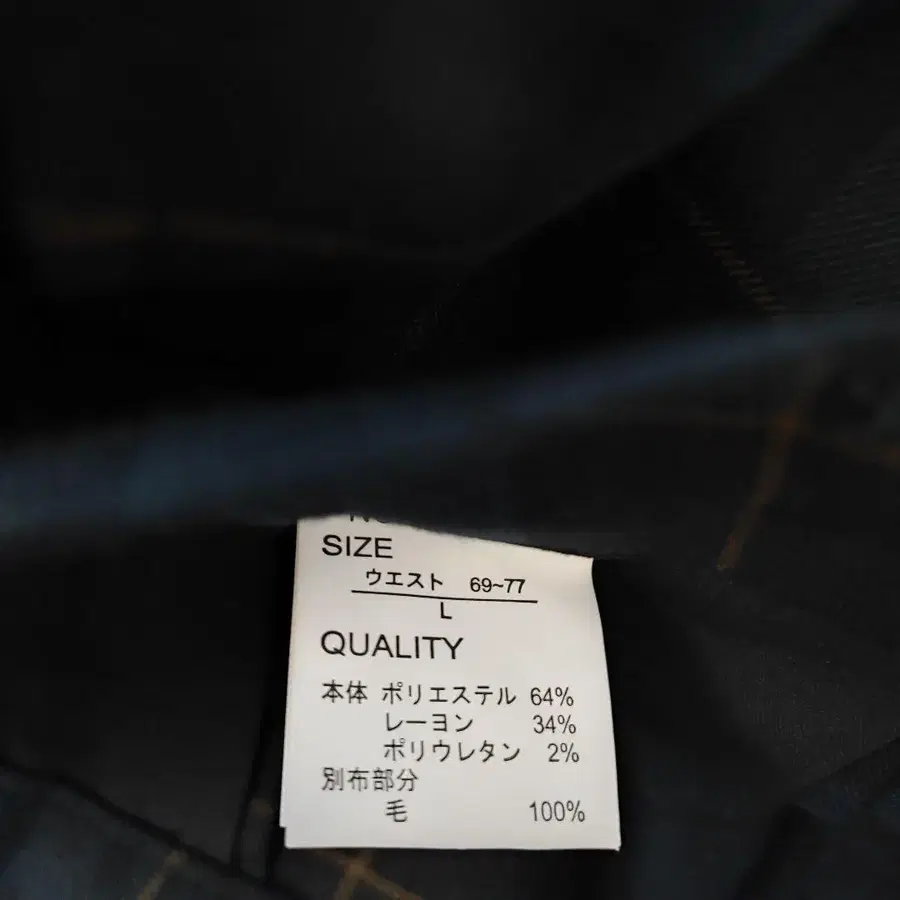 SIZE
ウエスト 69~77
L
QUALITY
本体 ポリエステル 64%
レーヨン 34%
ポリウレタン 2%
別布部分
毛 100%